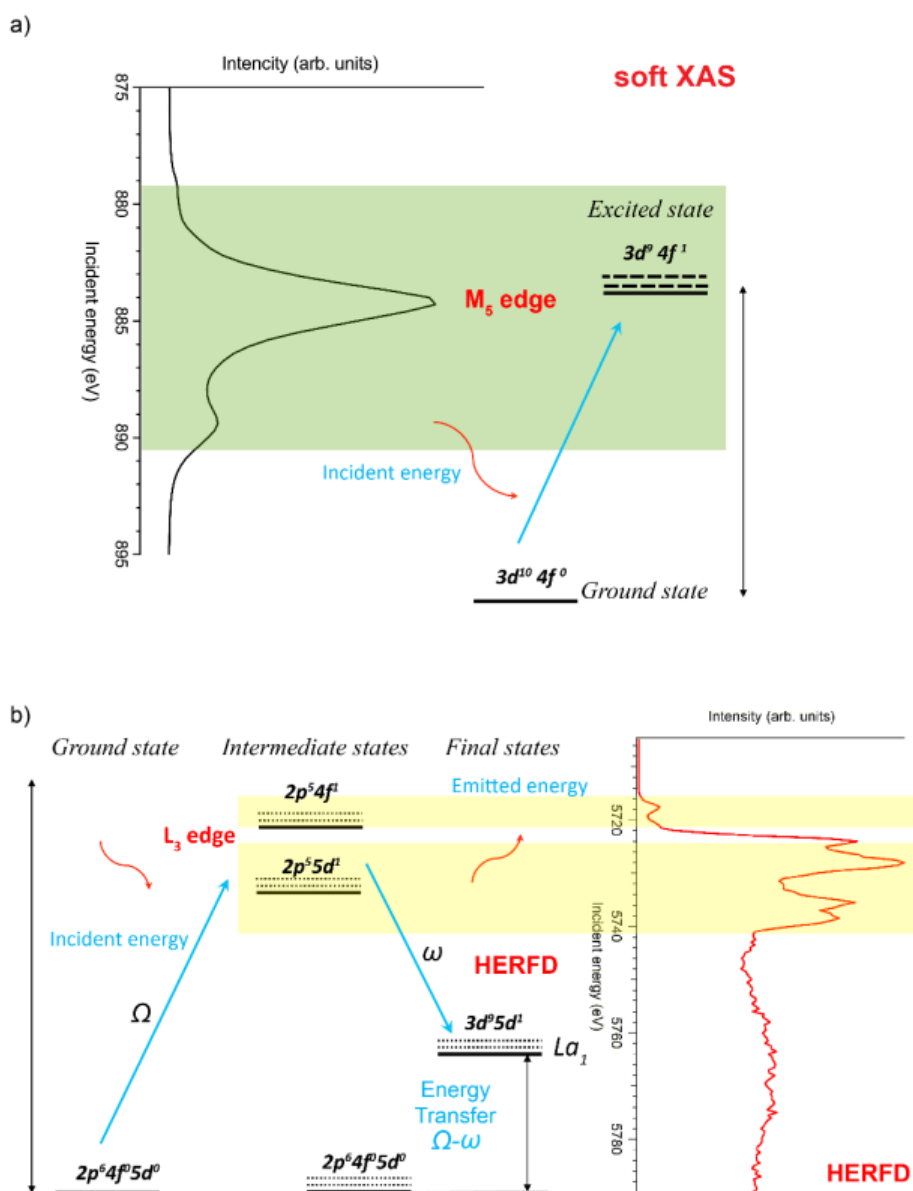 a)
Intencity (arb. units)
soft XAS
875
880
885
890
895
Incident energy (eV)
Excited state
3d⁹ 4f ¹
M₅ edge
Incident energy
3d¹⁰ 4f ⁰
Ground state
b)
Intensity (arb. units)
Ground state
Intermediate states
Final states
Emitted energy
2p⁵4f¹
L₃ edge
2p⁵5d¹
Incident energy
Ω
ω
HERFD
3d⁹5d¹
La₁
Energy
Transfer
Ω-ω
2p⁶4f⁰5d⁰
2p⁶4f⁰5d⁰
5720
5740
5760
5780
Incident energy (eV)
HERFD